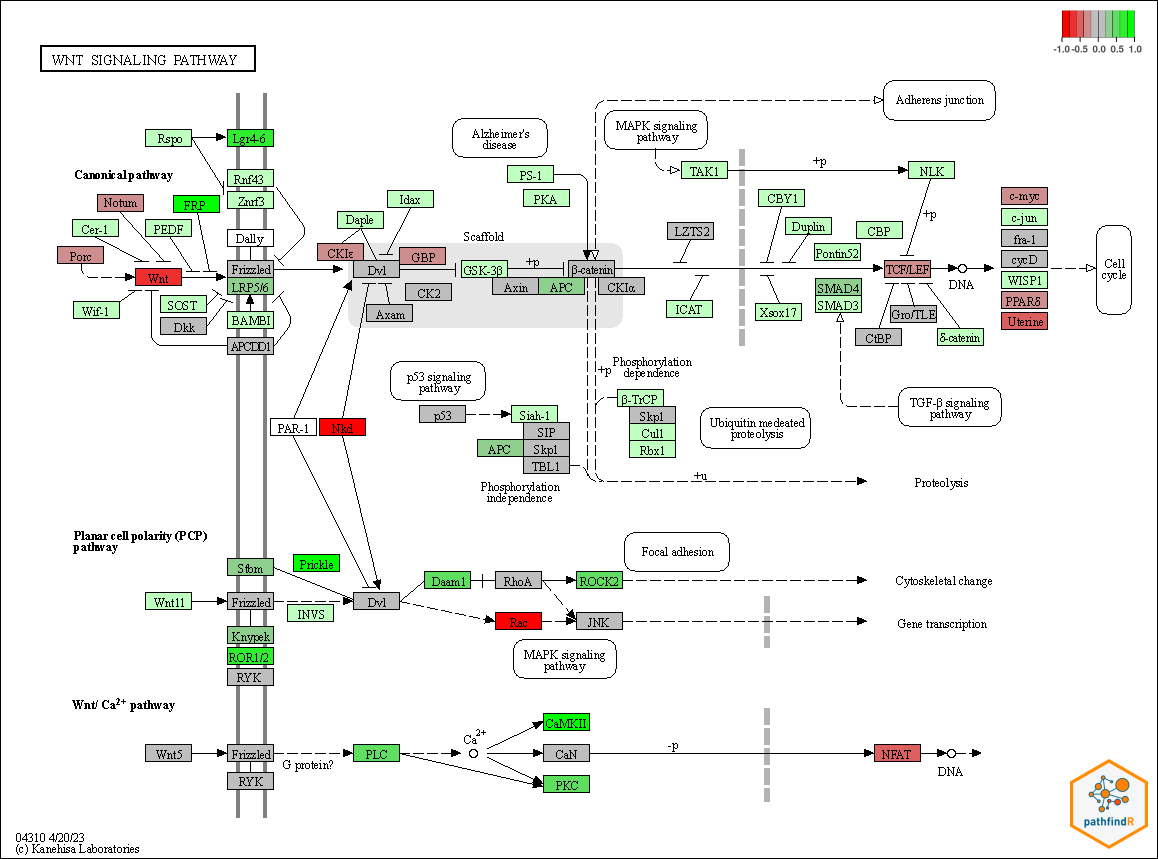 -1.0 -0.5 0.0 0.5 1.0
WNT SIGNALING PATHWAY
Adherens junction
Rspo
Lgr4-6
Alzheimer's
disease
MAPK signaling
pathway
+p
Canonical pathway
Rnf43
PS-1
TAK1
NLK
Notum
FRP
Znrf3
Idax
PKA
CBY1
c-myc
Cer-1
PEDF
Daple
+p
c-jun
Dally
Scaffold
LZTS2
Duplin
CBP
fra-1
Porc
CKIε
GBP
Pontin52
cycD
Wnt
Frizzled
Dvl
GSK-3β
+p
β-catenin
TCF/LEF
DNA
Cell
cycle
LRP5/6
Axin
APC
CKIα
SMAD4
WISP1
CK2
SMAD3
PPARδ
Wif-1
SOST
BAMBI
Axam
ICAT
Xsox17
Gro/TLE
Uterine
Dkk
APCDD1
CtBP
δ-catenin
p53 signaling
pathway
+p
Phosphorylation
dependence
β-TrCP
TGF-β signaling
pathway
p53
Siah-1
Skp1
PAR-1
Nkd
SIP
Cul1
Ubiquitin medeated
proteolysis
APC
Skp1
Rbx1
TBL1
+u
Proteolysis
Phosphorylation
independence
Planar cell polarity (PCP)
pathway
Focal adhesion
Stbm
Prickle
Daam1
RhoA
ROCK2
Cytoskeletal change
Wnt11
Frizzled
INVS
Dvl
Rac
JNK
Gene transcription
Knypek
ROR1/2
MAPK signaling
pathway
RYK
Wnt/ Ca2+ pathway
CaMKII
Ca2+
Wnt5
Frizzled
G protein?
PLC
CaN
-p
NFAT
DNA
RYK
PKC
pathfindR
04310 4/20/23
(c) Kanehisa Laboratories